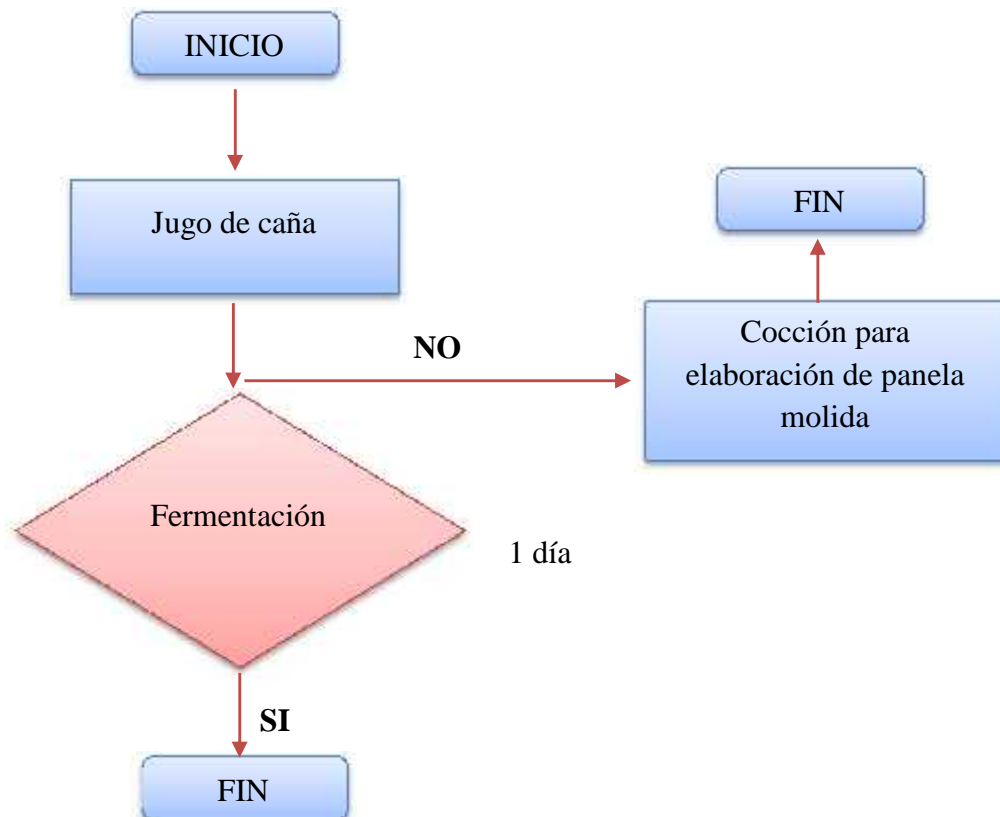 INICIO
Jugo de caña
FIN
NO
Cocción para
elaboración de panela
molida
Fermentación
1 día
SI
FIN